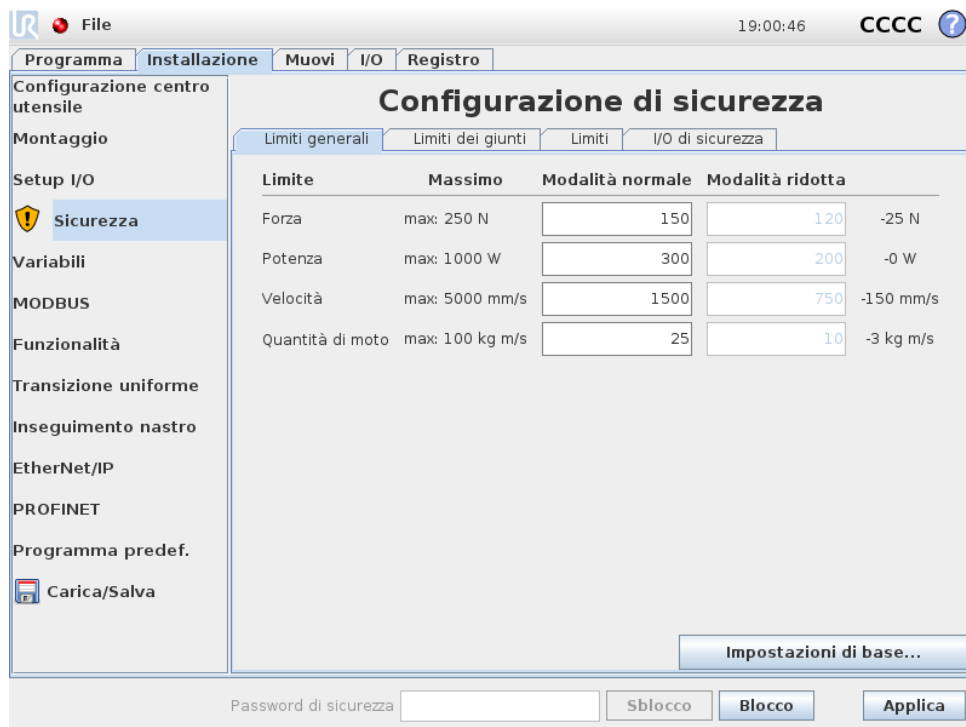 UR File 19:00:46 CCCC ?
Programma Installazione Muovi I/O Registro
Configurazione centro
utensile
Montaggio
Setup I/O
Sicurezza
Variabili
MODBUS
Funzionalità
Transizione uniforme
Inseguimento nastro
EtherNet/IP
PROFINET
Programma predef.
Carica/Salva
Configurazione di sicurezza
Limiti generali Limiti dei giunti Limiti I/O di sicurezza
Limite Massimo Modalità normale Modalità ridotta
Forza max: 250 N 150 120 -25 N
Potenza max: 1000 W 300 200 -0 W
Velocità max: 5000 mm/s 1500 750 -150 mm/s
Quantità di moto max: 100 kg m/s 25 10 -3 kg m/s
Impostazioni di base...
Password di sicurezza Sblocco Blocco Applica